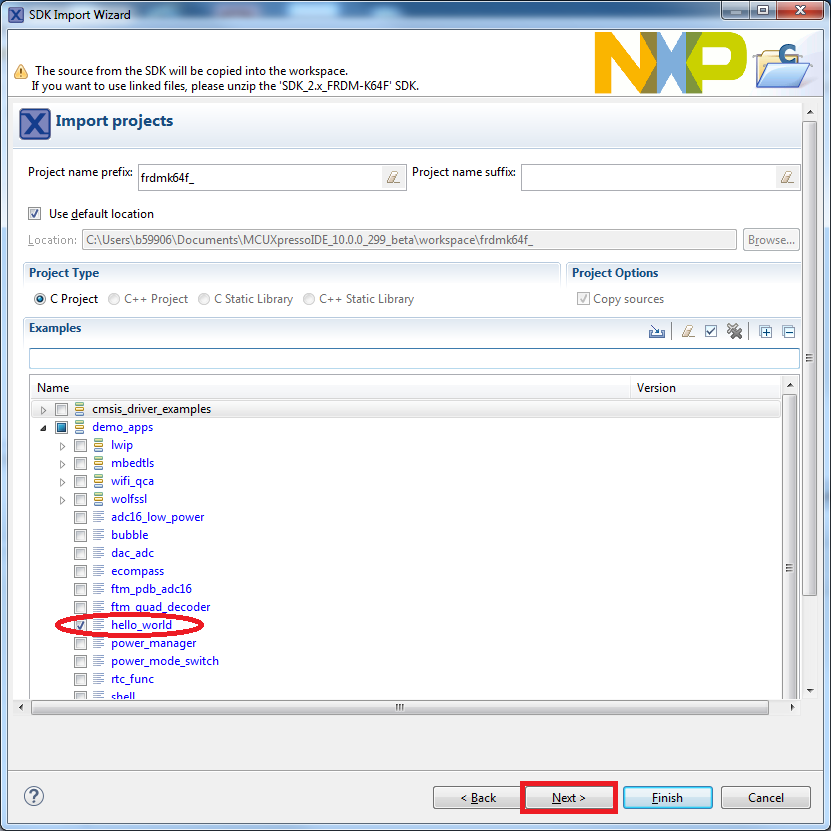 SDK Import Wizard
The source from the SDK will be copied into the workspace.
If you want to use linked files, please unzip the 'SDK_2.x_FRDM-K64F' SDK.
NXP
Import projects
Project name prefix: frdmk64f_ Project name suffix:
Use default location
Location: C:\Users\b59906\Documents\MCUXpressoIDE_10.0.0_299_beta\workspace\frdmk64f_ Browse...
Project Type Project Options
C Project C++ Project C Static Library C++ Static Library Copy sources
Examples
Name Version
cmsis_driver_examples
demo_apps
lwip
mbedtls
wifi_qca
wolfssl
adc16_low_power
bubble
dac_adc
ecompass
ftm_pdb_adc16
ftm_quad_decoder
hello_world
power_manager
power_mode_switch
rtc_func
shell
< Back Next > Finish Cancel